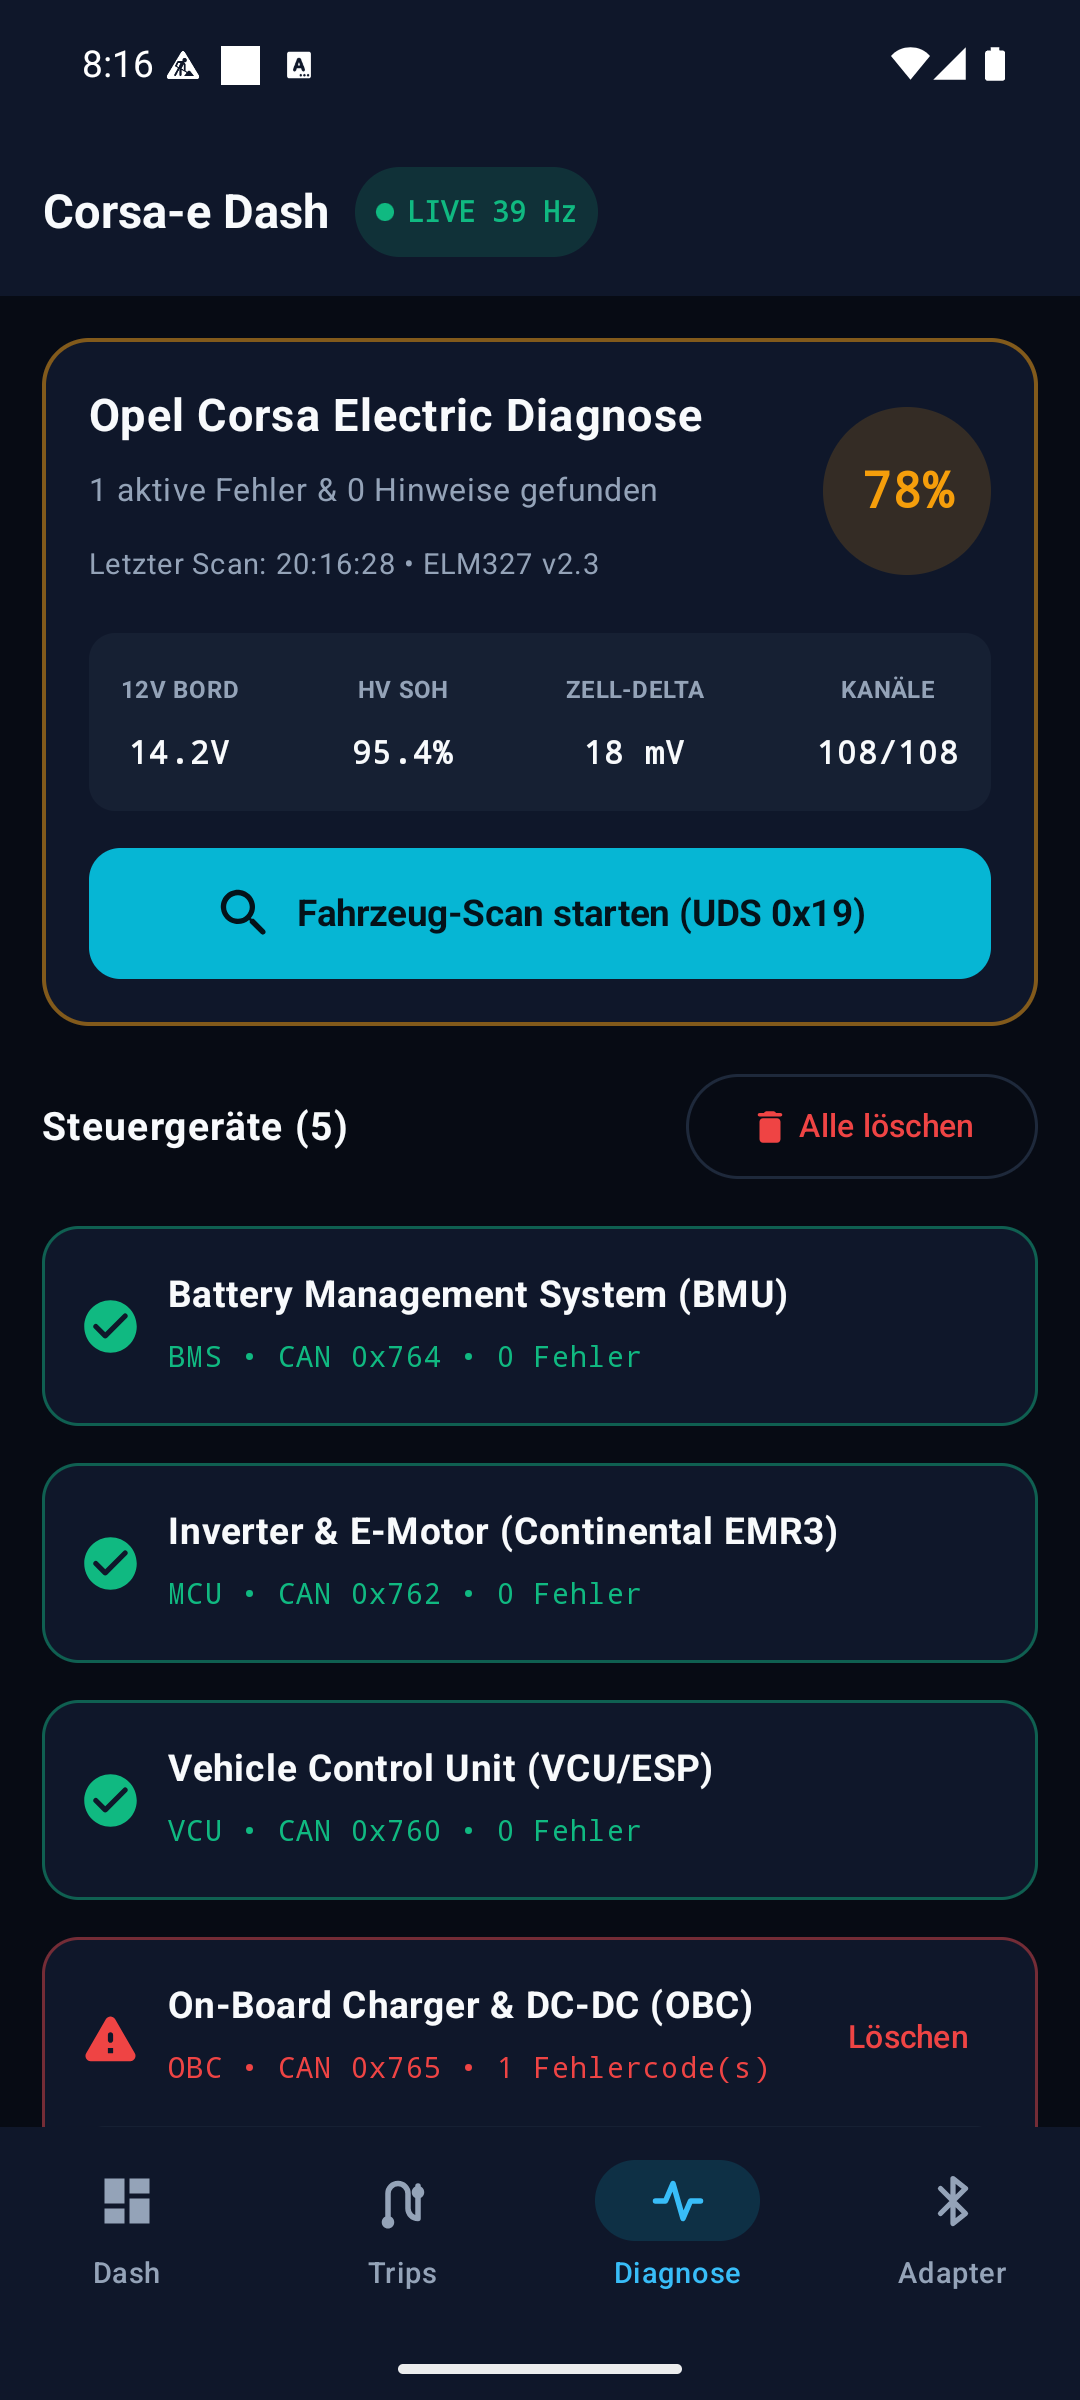 8:16
Corsa-e Dash
LIVE 39 Hz
Opel Corsa Electric Diagnose
1 aktive Fehler & 0 Hinweise gefunden
Letzter Scan: 20:16:28 • ELM327 v2.3
78%
12V BORD
14.2V
HV SOH
95.4%
ZELL-DELTA
18 mV
KANÄLE
108/108
Fahrzeug-Scan starten (UDS 0x19)
Steuergeräte (5)
Alle löschen
Battery Management System (BMU)
BMS • CAN 0x764 • 0 Fehler
Inverter & E-Motor (Continental EMR3)
MCU • CAN 0x762 • 0 Fehler
Vehicle Control Unit (VCU/ESP)
VCU • CAN 0x760 • 0 Fehler
On-Board Charger & DC-DC (OBC)
OBC • CAN 0x765 • 1 Fehlercode(s)
Löschen
Dash
Trips
Diagnose
Adapter